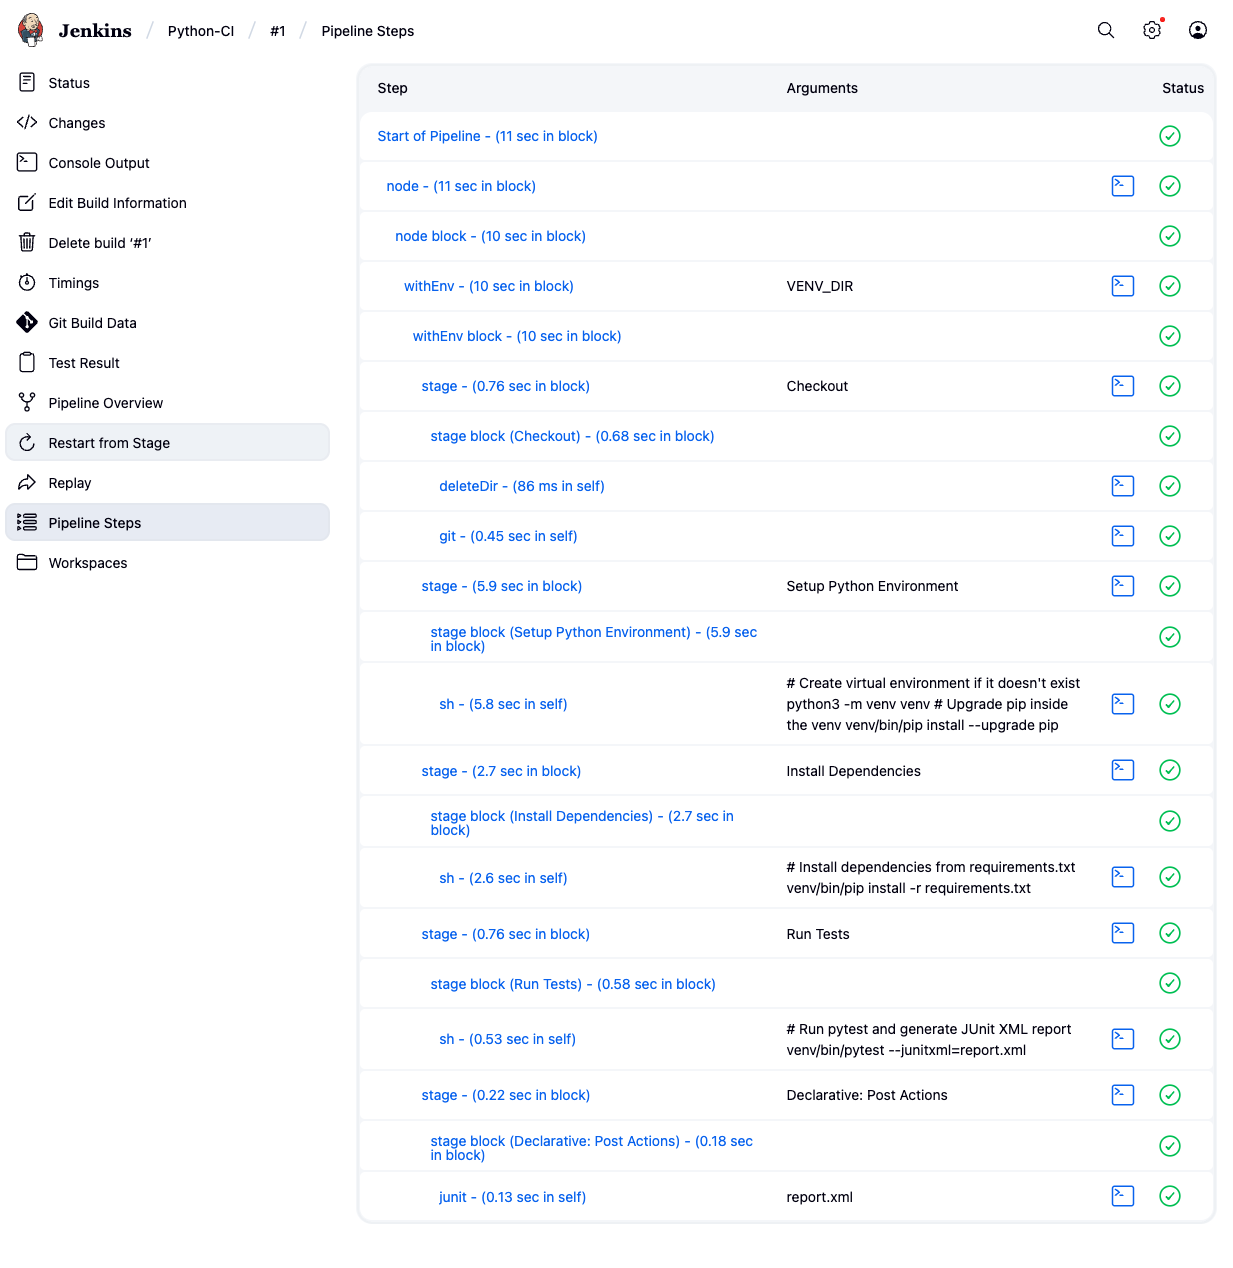 Jenkins / Python-CI / #1 / Pipeline Steps
Status
Changes
Console Output
Edit Build Information
Delete build ‘#1’
Timings
Git Build Data
Test Result
Pipeline Overview
Restart from Stage
Replay
Pipeline Steps
Workspaces
Step Arguments Status
Start of Pipeline - (11 sec in block)
node - (11 sec in block)
node block - (10 sec in block)
withEnv - (10 sec in block) VENV_DIR
withEnv block - (10 sec in block)
stage - (0.76 sec in block) Checkout
stage block (Checkout) - (0.68 sec in block)
deleteDir - (86 ms in self)
git - (0.45 sec in self)
stage - (5.9 sec in block) Setup Python Environment
stage block (Setup Python Environment) - (5.9 sec
in block)
sh - (5.8 sec in self)
# Create virtual environment if it doesn't exist
python3 -m venv venv # Upgrade pip inside
the venv venv/bin/pip install --upgrade pip
stage - (2.7 sec in block) Install Dependencies
stage block (Install Dependencies) - (2.7 sec in
block)
sh - (2.6 sec in self)
# Install dependencies from requirements.txt
venv/bin/pip install -r requirements.txt
stage - (0.76 sec in block) Run Tests
stage block (Run Tests) - (0.58 sec in block)
sh - (0.53 sec in self)
# Run pytest and generate JUnit XML report
venv/bin/pytest --junitxml=report.xml
stage - (0.22 sec in block) Declarative: Post Actions
stage block (Declarative: Post Actions) - (0.18 sec
in block)
junit - (0.13 sec in self) report.xml